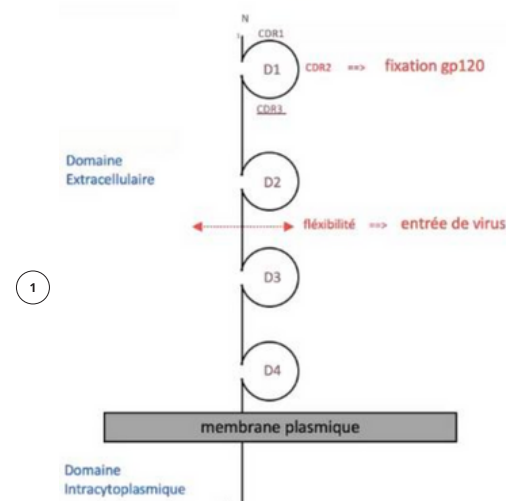 N
CDR1
D1
CDR2 ==> fixation gp120
CDR3
Domaine
Extracellulaire
D2
fléxibilité ==> entrée de virus
1
D3
D4
membrane plasmique
Domaine
Intracytoplasmique